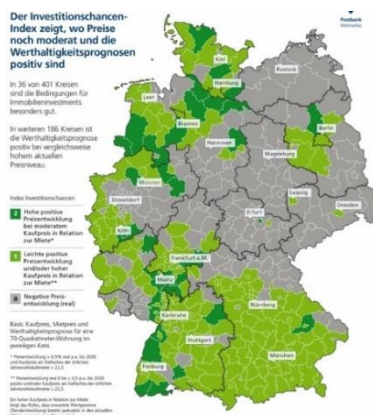 Der Investitionschancen-
Index zeigt, wo Preise
noch moderat und die
Werthaltigkeitsprognosen
positiv sind
Postbank
Wohnatlas
In 36 von 401 Kreisen
sind die Bedingungen für
Immobilieninvestments
besonders gut.
In weiteren 186 Kreisen ist
die Werthaltigkeitsprognose
positiv bei vergleichsweise
hohem aktuellen
Preisniveau.
Index Investitionschancen
2 Hohe positive
Preisentwicklung
bei moderatem
Kaufpreis in Relation
zur Miete*
1 Leichte positive
Preisentwicklung
und/oder hoher
Kaufpreis in Relation
zur Miete**
0 Negative Preis-
entwicklung (real)
Basis: Kaufpreis, Mietpreis und
Werthaltigkeitsprognose für eine
70-Quadratmeter-Wohnung im
jeweiligen Kreis
Kiel
Rostock
Hamburg
Leer
Bremen
Berlin
Hannover
Magdeburg
Münster
Düsseldorf
Leipzig
Dresden
Erfurt
Köln
Frankfurt a.M.
Mainz
Nürnberg
Karlsruhe
Stuttgart
München
Freiburg